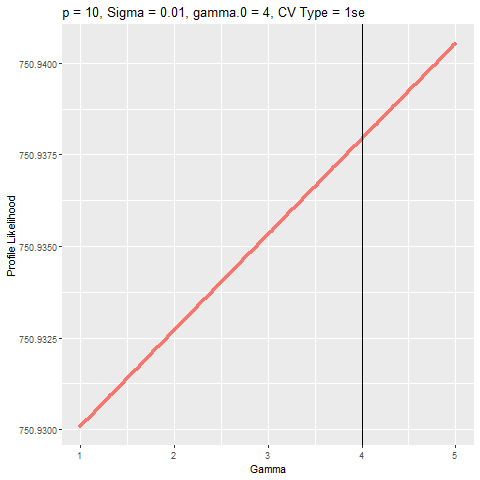 p = 10, Sigma = 0.01, gamma.0 = 4, CV Type = 1se
750.9400
750.9375
750.9350
750.9325
750.9300
Profile Likelihood
1 2 3 4 5
Gamma